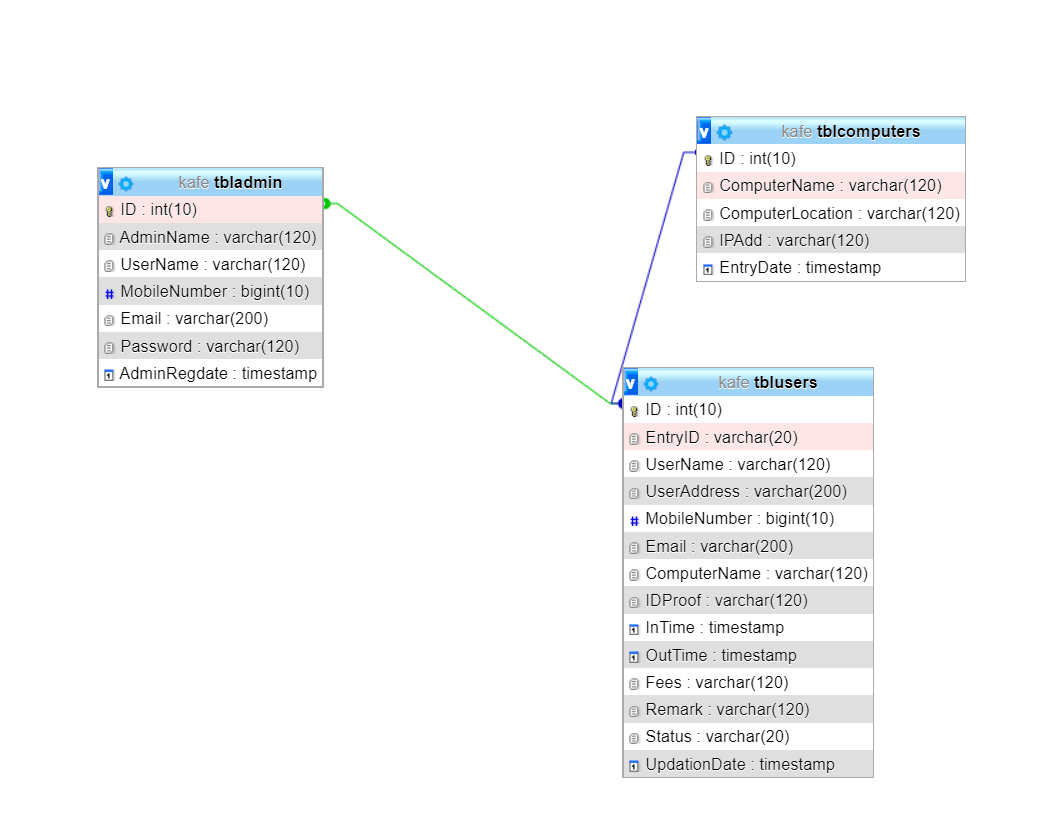 kafe tbladmin
ID : int(10)
AdminName : varchar(120)
UserName : varchar(120)
MobileNumber : bigint(10)
Email : varchar(200)
Password : varchar(120)
AdminRegdate : timestamp
kafe tblcomputers
ID : int(10)
ComputerName : varchar(120)
ComputerLocation : varchar(120)
IPAdd : varchar(120)
EntryDate : timestamp
kafe tblusers
ID : int(10)
EntryID : varchar(20)
UserName : varchar(120)
UserAddress : varchar(200)
MobileNumber : bigint(10)
Email : varchar(200)
ComputerName : varchar(120)
IDProof : varchar(120)
InTime : timestamp
OutTime : timestamp
Fees : varchar(120)
Remark : varchar(120)
Status : varchar(20)
UpdationDate : timestamp